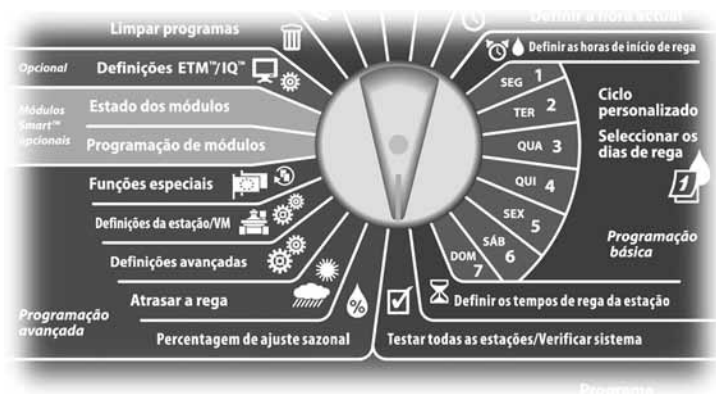 Limpar programas
Definir a hora actual
Definir as horas de início de rega
Opcional
Definições ETM™/IQ™
Módulos
Smart™
opcionais
Estado dos módulos
Programação de módulos
Funções especiais
Definições da estação/VM
Definições avançadas
Atrasar a rega
Programação
avançada
Percentagem de ajuste sazonal
%
SEG 1
TER 2
QUA 3
QUI 4
SEX 5
SÁB 6
DOM 7
Ciclo
personalizado
Seleccionar os
dias de rega
1
Programação
básica
Definir os tempos de rega da estação
Testar todas as estações/Verificar sistema
Programe